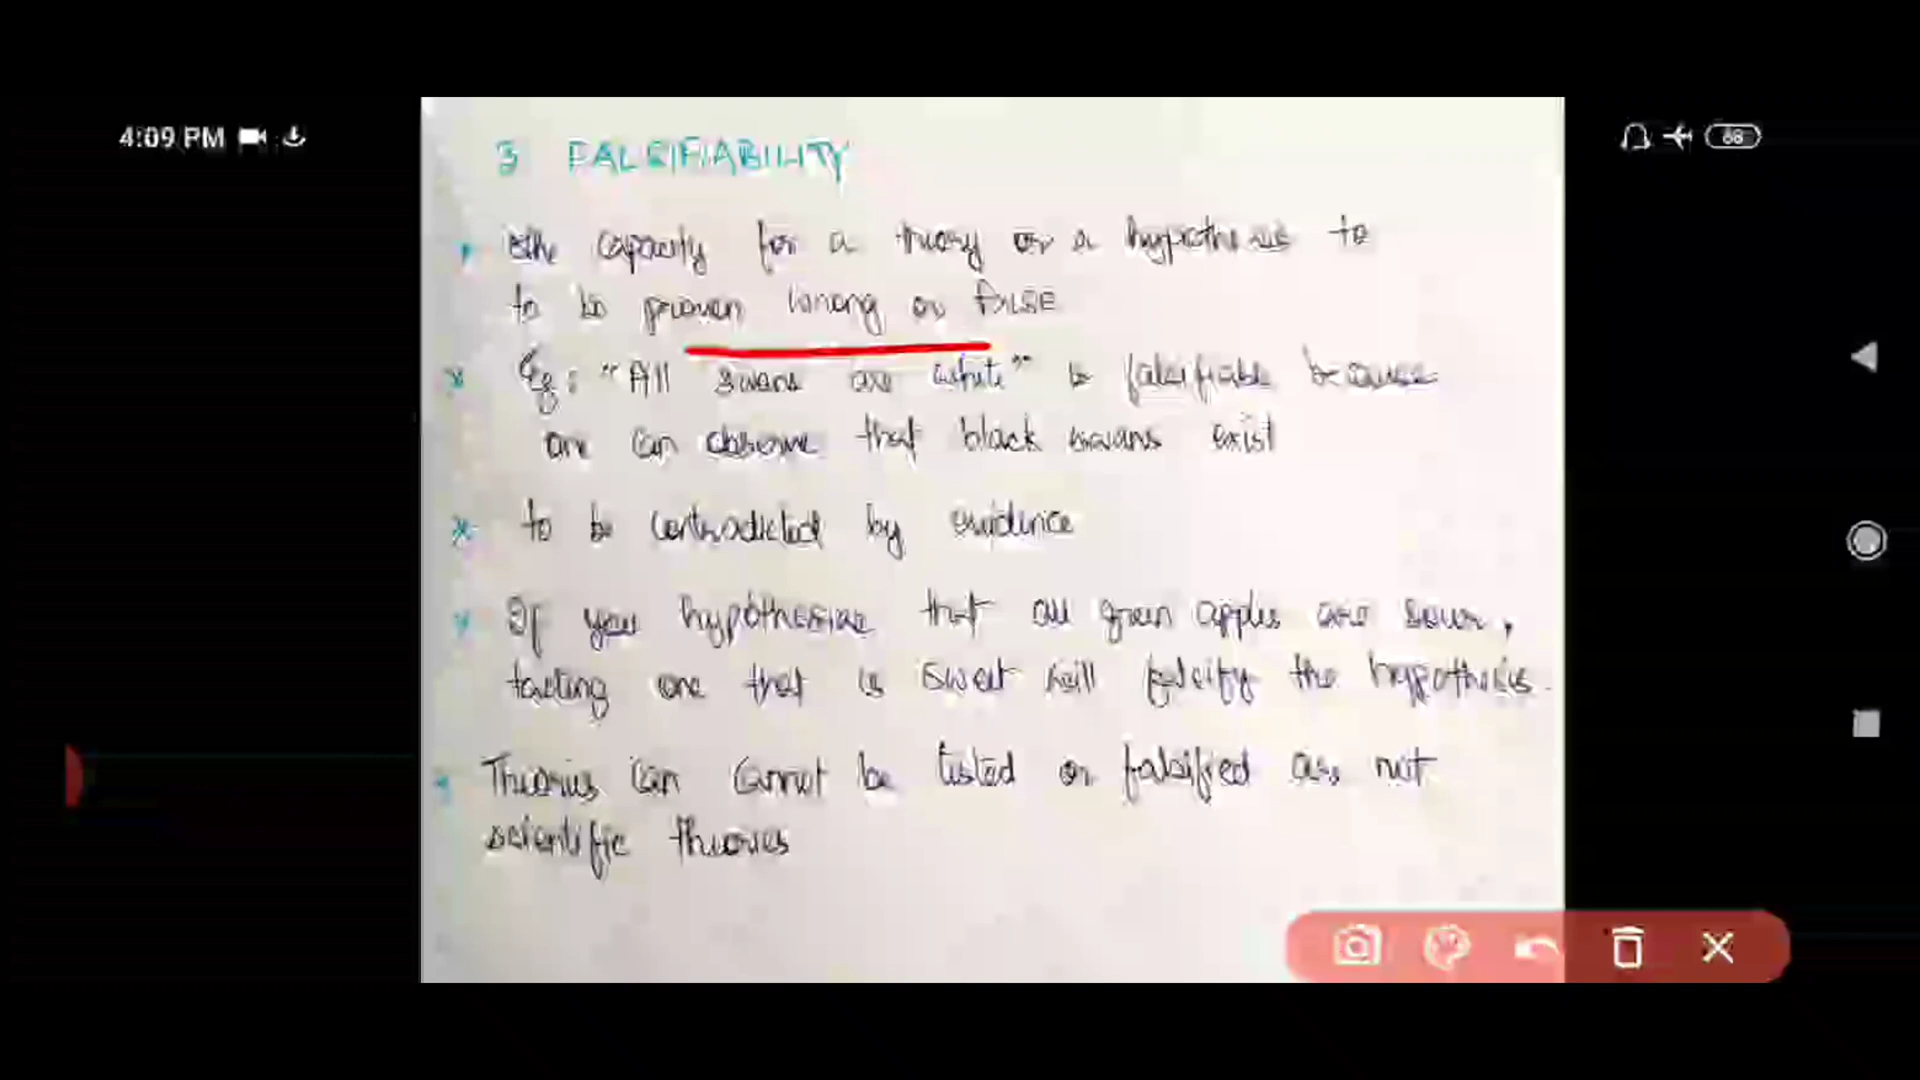 4:09 PM
68
3 FALSIFIABILITY
the capacity for a theory or a hypothesis to
to be proven wrong or FALSE
Eg: "All swans are white" is falsifiable because
one can observe that black swans exist
to be contradicted by evidence
If you hypothesize that all green apples are sour,
tasting one that is sweet will falsify the hypothesis.
Theories can cannot be tested or falsified are not
scientific theories